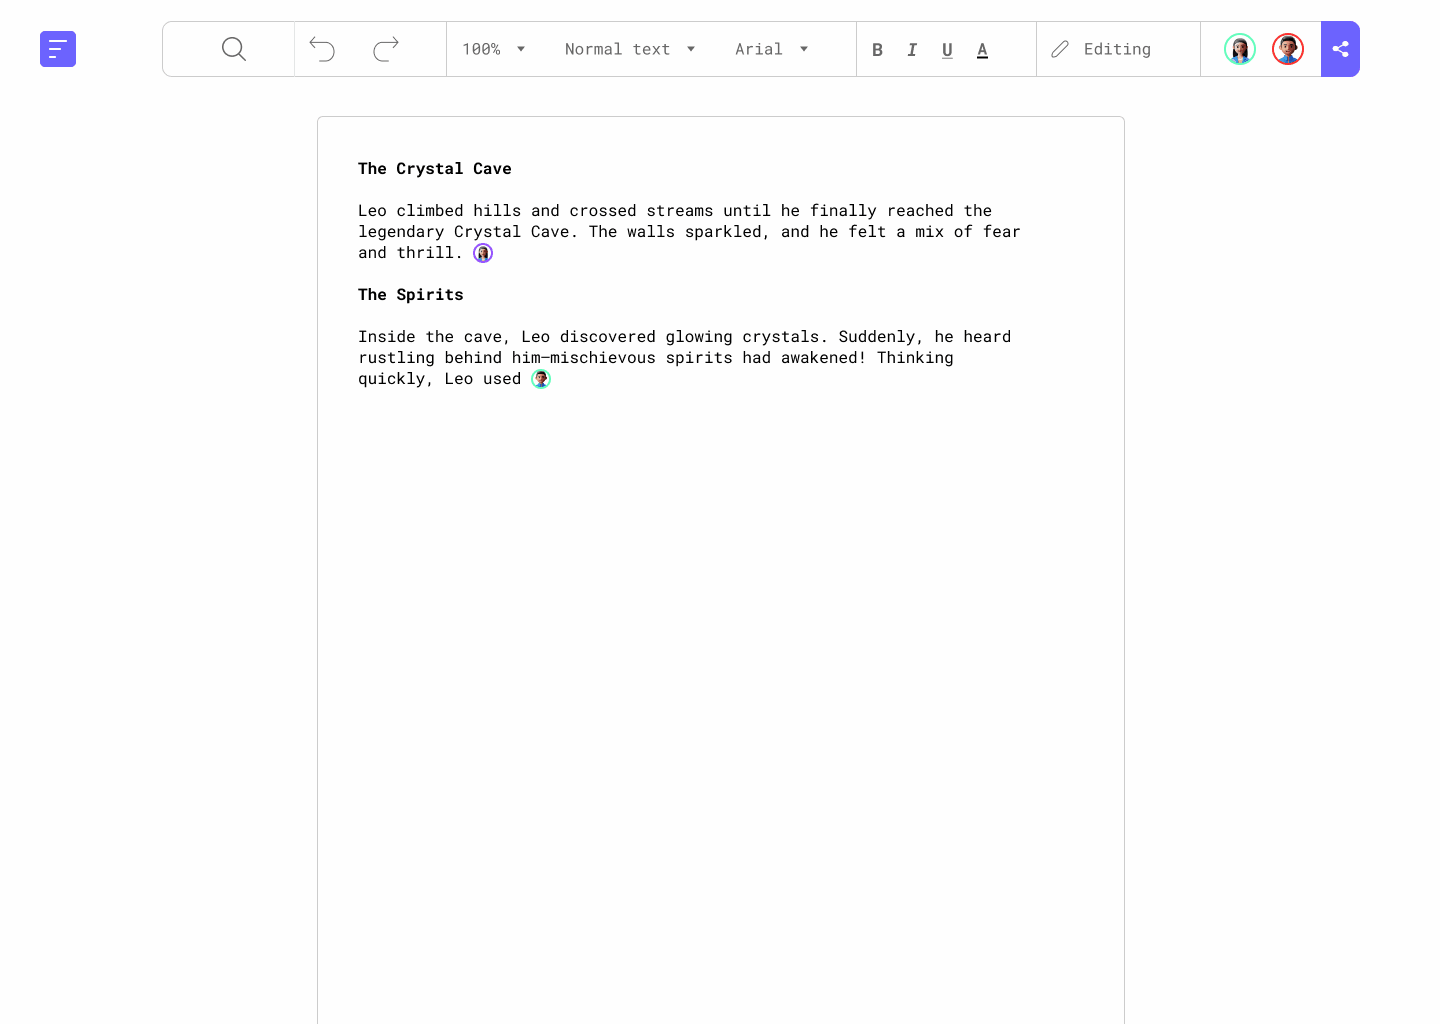 100%
Normal text
Arial
B I U A
Editing
The Crystal Cave
Leo climbed hills and crossed streams until he finally reached the
legendary Crystal Cave. The walls sparkled, and he felt a mix of fear
and thrill.
The Spirits
Inside the cave, Leo discovered glowing crystals. Suddenly, he heard
rustling behind him—mischievous spirits had awakened! Thinking
quickly, Leo used